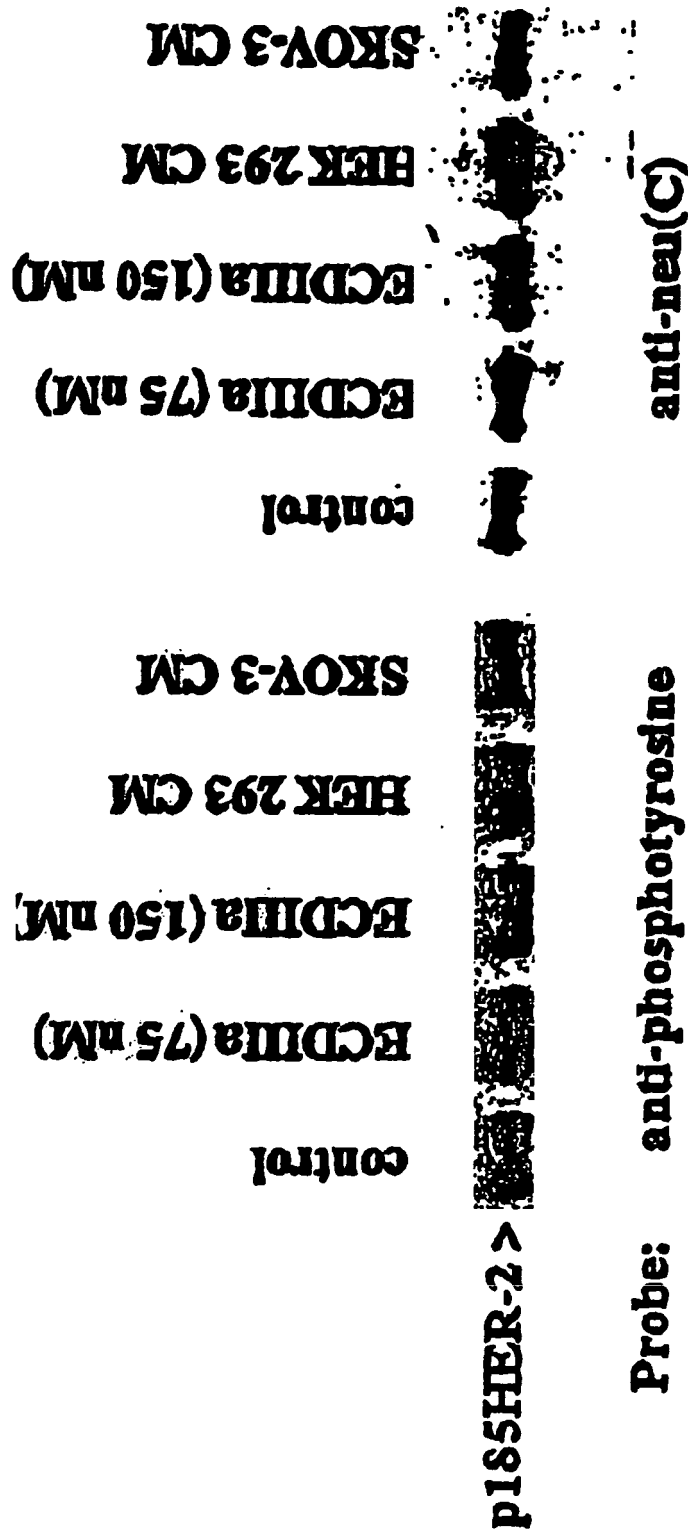 control
ECDIIIa (75 nM)
ECDIIIa (150 nM)
HEK 293 CM
SKOV-3 CM
control
ECDIIIa (75 nM)
ECDIIIa (150 nM)
HEK 293 CM
SKOV-3 CM
p185HER-2 >
Probe: anti-phosphotyrosine anti-neu(C)